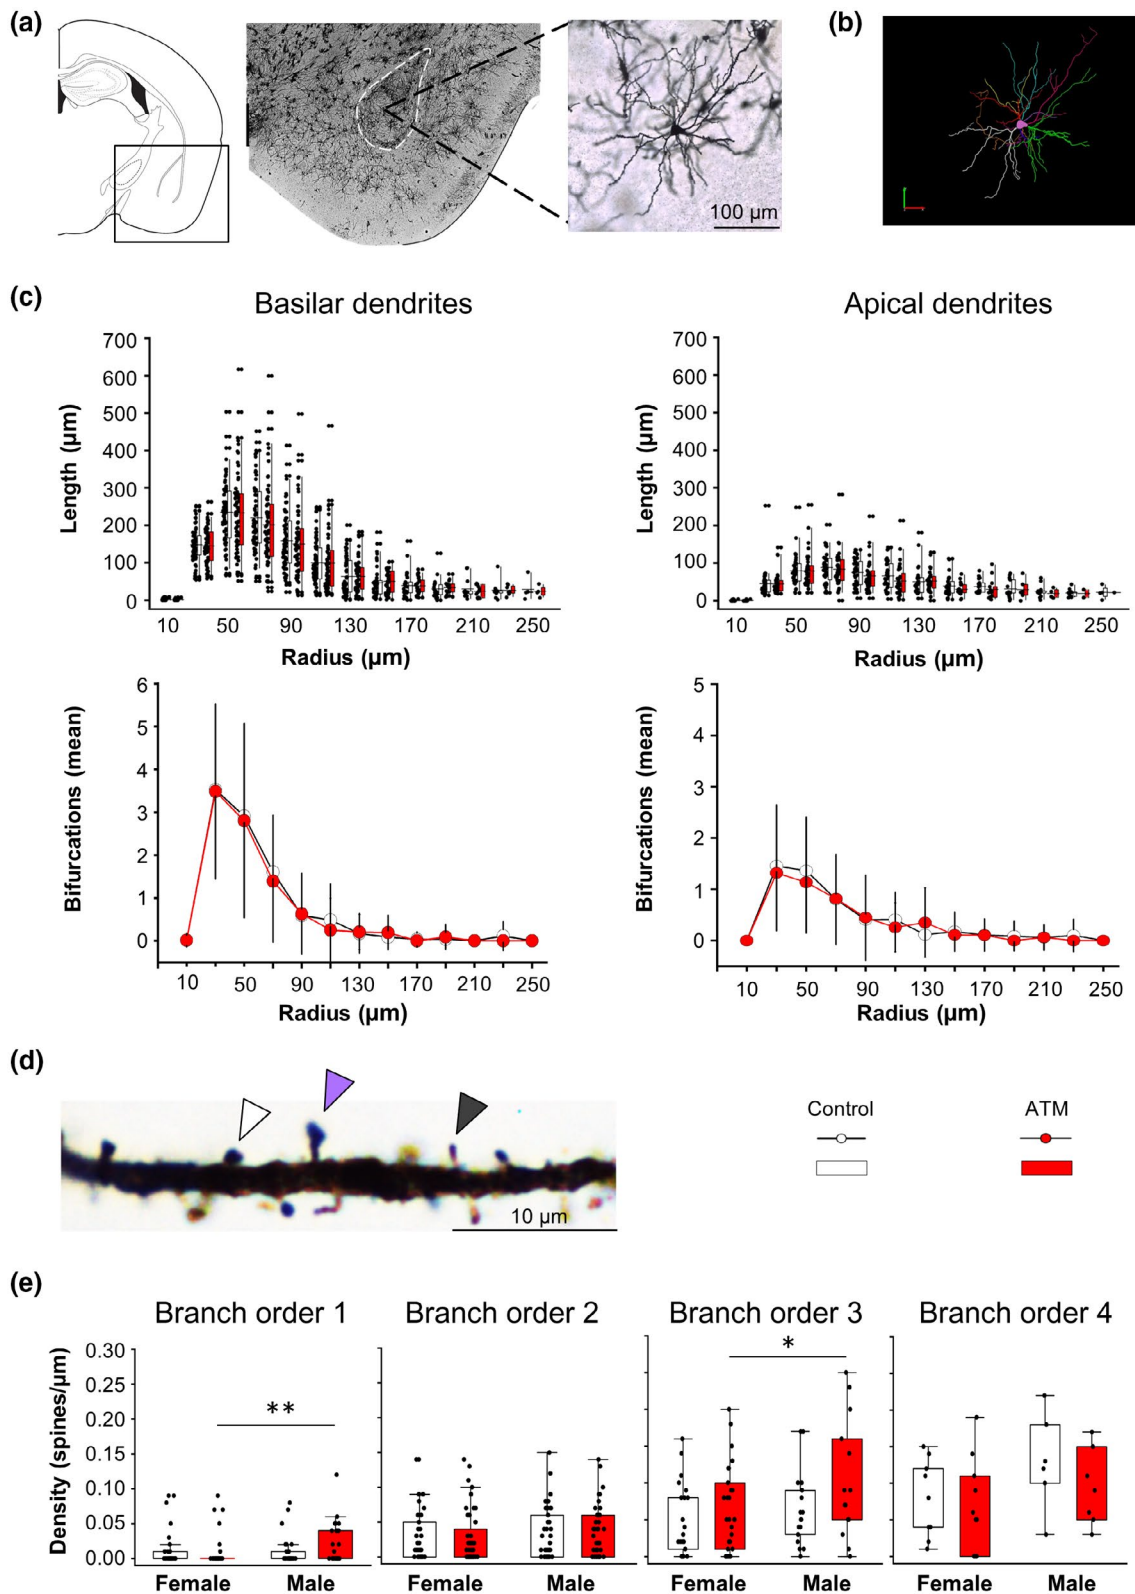 (a)
(b)
100 µm
(c)
Basilar dendrites
Apical dendrites
Length (µm)
700
600
500
400
300
200
100
0
10 50 90 130 170 210 250
Radius (µm)
Length (µm)
700
600
500
400
300
200
100
0
10 50 90 130 170 210 250
Radius (µm)
Bifurcations (mean)
6
5
4
3
2
1
0
10 50 90 130 170 210 250
Radius (µm)
Bifurcations (mean)
5
4
3
2
1
0
10 50 90 130 170 210 250
Radius (µm)
(d)
10 µm
Control
ATM
(e)
Branch order 1
Branch order 2
Branch order 3
Branch order 4
Density (spines/µm)
0.30
0.25
0.20
0.15
0.10
0.05
0.00
**
*
Female Male
Female Male
Female Male
Female Male